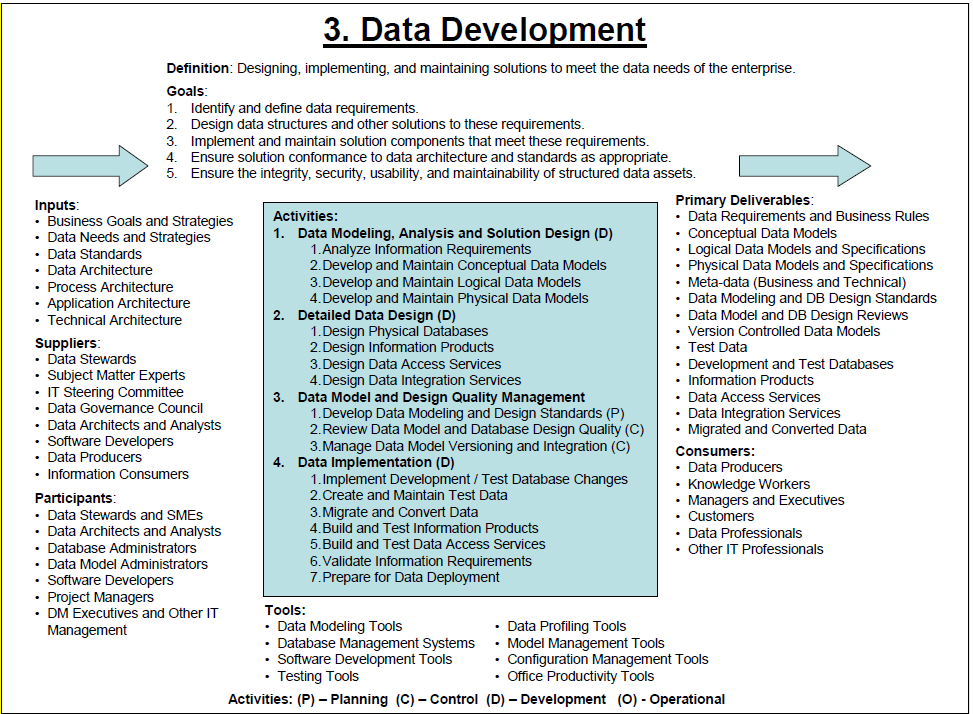 3. Data Development
Definition: Designing, implementing, and maintaining solutions to meet the data needs of the enterprise.
Goals:
1. Identify and define data requirements.
2. Design data structures and other solutions to these requirements.
3. Implement and maintain solution components that meet these requirements.
4. Ensure solution conformance to data architecture and standards as appropriate.
5. Ensure the integrity, security, usability, and maintainability of structured data assets.
Inputs:
• Business Goals and Strategies
• Data Needs and Strategies
• Data Standards
• Data Architecture
• Process Architecture
• Application Architecture
• Technical Architecture
Suppliers:
• Data Stewards
• Subject Matter Experts
• IT Steering Committee
• Data Governance Council
• Data Architects and Analysts
• Software Developers
• Data Producers
• Information Consumers
Participants:
• Data Stewards and SMEs
• Data Architects and Analysts
• Database Administrators
• Data Model Administrators
• Software Developers
• Project Managers
• DM Executives and Other IT
Management
Activities:
1. Data Modeling, Analysis and Solution Design (D)
1.Analyze Information Requirements
2.Develop and Maintain Conceptual Data Models
3.Develop and Maintain Logical Data Models
4.Develop and Maintain Physical Data Models
2. Detailed Data Design (D)
1.Design Physical Databases
2.Design Information Products
3.Design Data Access Services
4.Design Data Integration Services
3. Data Model and Design Quality Management
1.Develop Data Modeling and Design Standards (P)
2.Review Data Model and Database Design Quality (C)
3.Manage Data Model Versioning and Integration (C)
4. Data Implementation (D)
1.Implement Development / Test Database Changes
2.Create and Maintain Test Data
3.Migrate and Convert Data
4.Build and Test Information Products
5.Build and Test Data Access Services
6.Validate Information Requirements
7.Prepare for Data Deployment
Primary Deliverables:
• Data Requirements and Business Rules
• Conceptual Data Models
• Logical Data Models and Specifications
• Physical Data Models and Specifications
• Meta-data (Business and Technical)
• Data Modeling and DB Design Standards
• Data Model and DB Design Reviews
• Version Controlled Data Models
• Test Data
• Development and Test Databases
• Information Products
• Data Access Services
• Data Integration Services
• Migrated and Converted Data
Consumers:
• Data Producers
• Knowledge Workers
• Managers and Executives
• Customers
• Data Professionals
• Other IT Professionals
Tools:
• Data Modeling Tools
• Database Management Systems
• Software Development Tools
• Testing Tools
• Data Profiling Tools
• Model Management Tools
• Configuration Management Tools
• Office Productivity Tools
Activities: (P) – Planning (C) – Control (D) – Development (O) - Operational